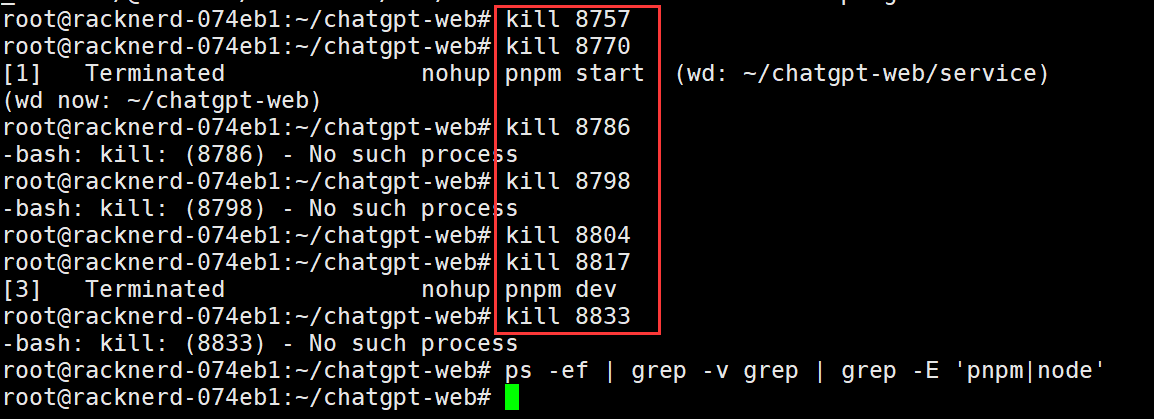 root@racknerd-074eb1:~/chatgpt-web# kill 8757
root@racknerd-074eb1:~/chatgpt-web# kill 8770
[1]   Terminated              nohup pnpm start  (wd: ~/chatgpt-web/service)
(wd now: ~/chatgpt-web)
root@racknerd-074eb1:~/chatgpt-web# kill 8786
-bash: kill: (8786) - No such process
root@racknerd-074eb1:~/chatgpt-web# kill 8798
-bash: kill: (8798) - No such process
root@racknerd-074eb1:~/chatgpt-web# kill 8804
root@racknerd-074eb1:~/chatgpt-web# kill 8817
[3]   Terminated              nohup pnpm dev
root@racknerd-074eb1:~/chatgpt-web# kill 8833
-bash: kill: (8833) - No such process
root@racknerd-074eb1:~/chatgpt-web# ps -ef | grep -v grep | grep -E 'pnpm|node'
root@racknerd-074eb1:~/chatgpt-web#